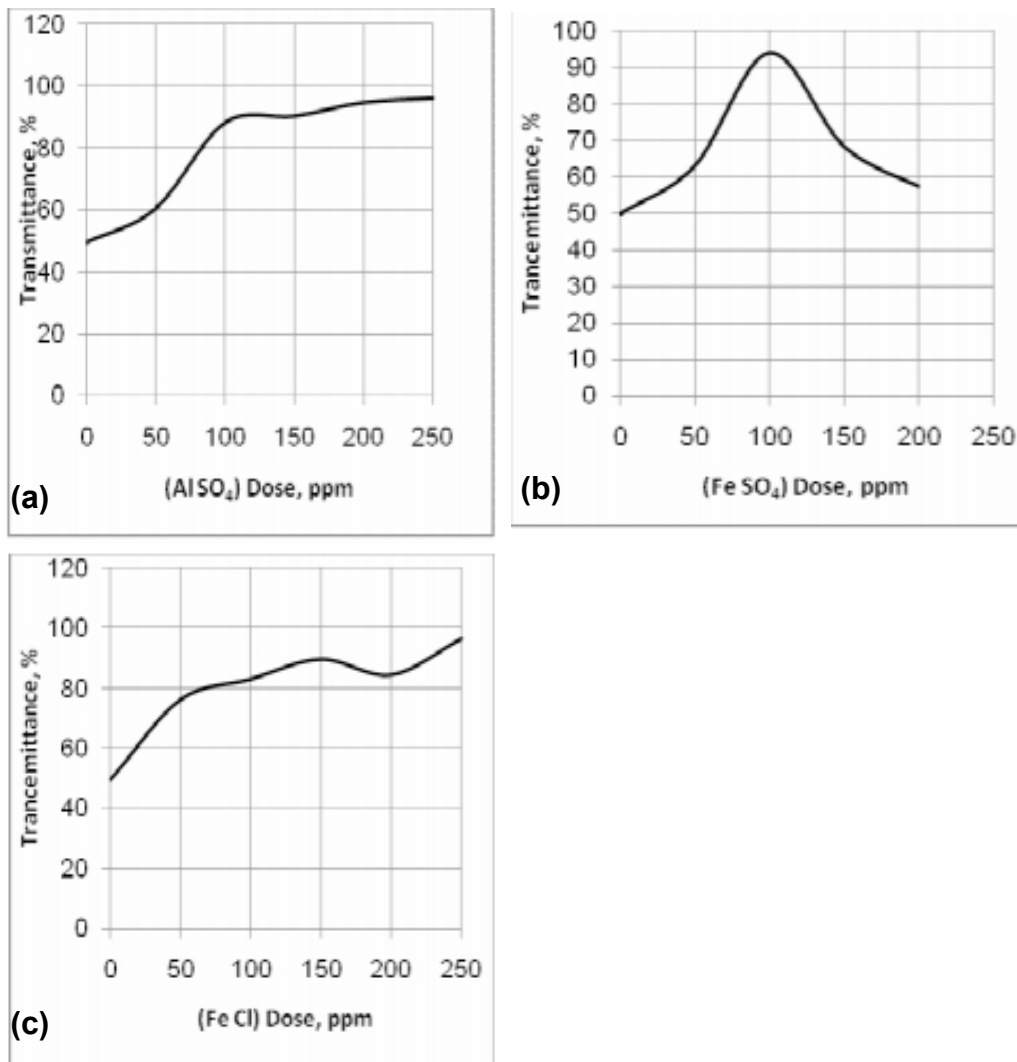 120
100
80
60
40
20
0
Transmittance, %
0 50 100 150 200 250
(Al SO₄) Dose, ppm
(a)
100
90
80
70
60
50
40
30
20
10
0
Trancemittance, %
0 50 100 150 200 250
(Fe SO₄) Dose, ppm
(b)
120
100
80
60
40
20
0
Trancemittance, %
0 50 100 150 200 250
(Fe Cl) Dose, ppm
(c)